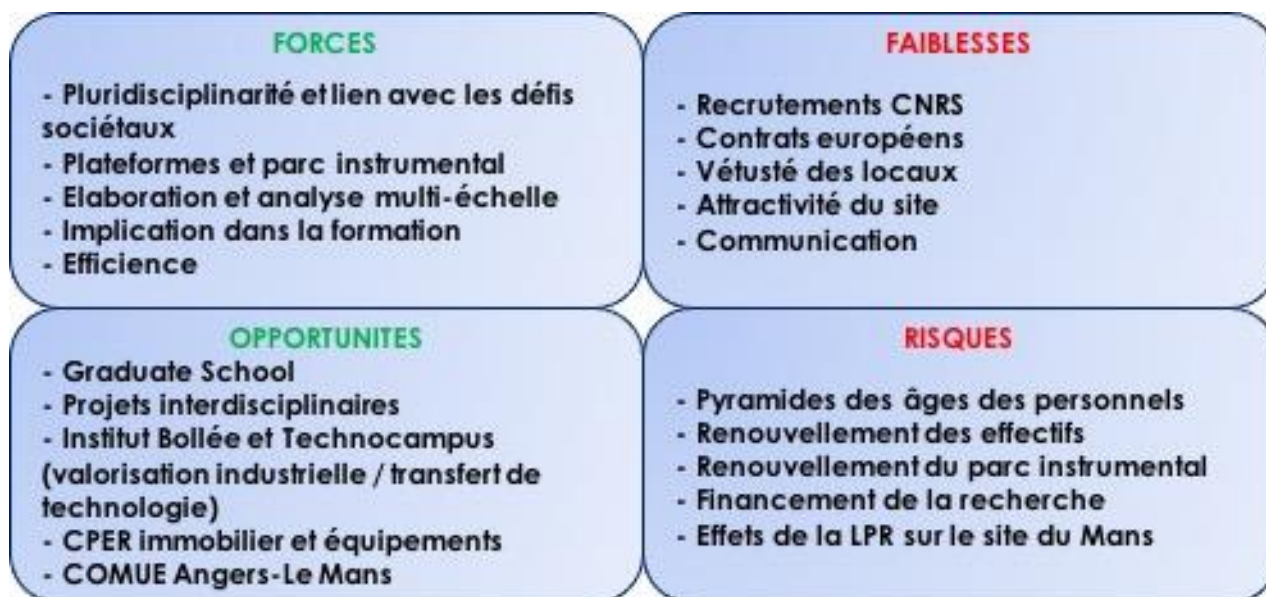 FORCES
- Pluridisciplinarité et lien avec les défis
sociétaux
- Plateformes et parc instrumental
- Elaboration et analyse multi-échelle
- Implication dans la formation
- Efficience
FAIBLESSES
- Recrutements CNRS
- Contrats européens
- Vétusté des locaux
- Attractivité du site
- Communication
OPPORTUNITES
- Graduate School
- Projets interdisciplinaires
- Institut Bollée et Technocampus
(valorisation industrielle / transfert de
technologie)
- CPER immobilier et équipements
- COMUE Angers-Le Mans
RISQUES
- Pyramides des âges des personnels
- Renouvellement des effectifs
- Renouvellement du parc instrumental
- Financement de la recherche
- Effets de la LPR sur le site du Mans